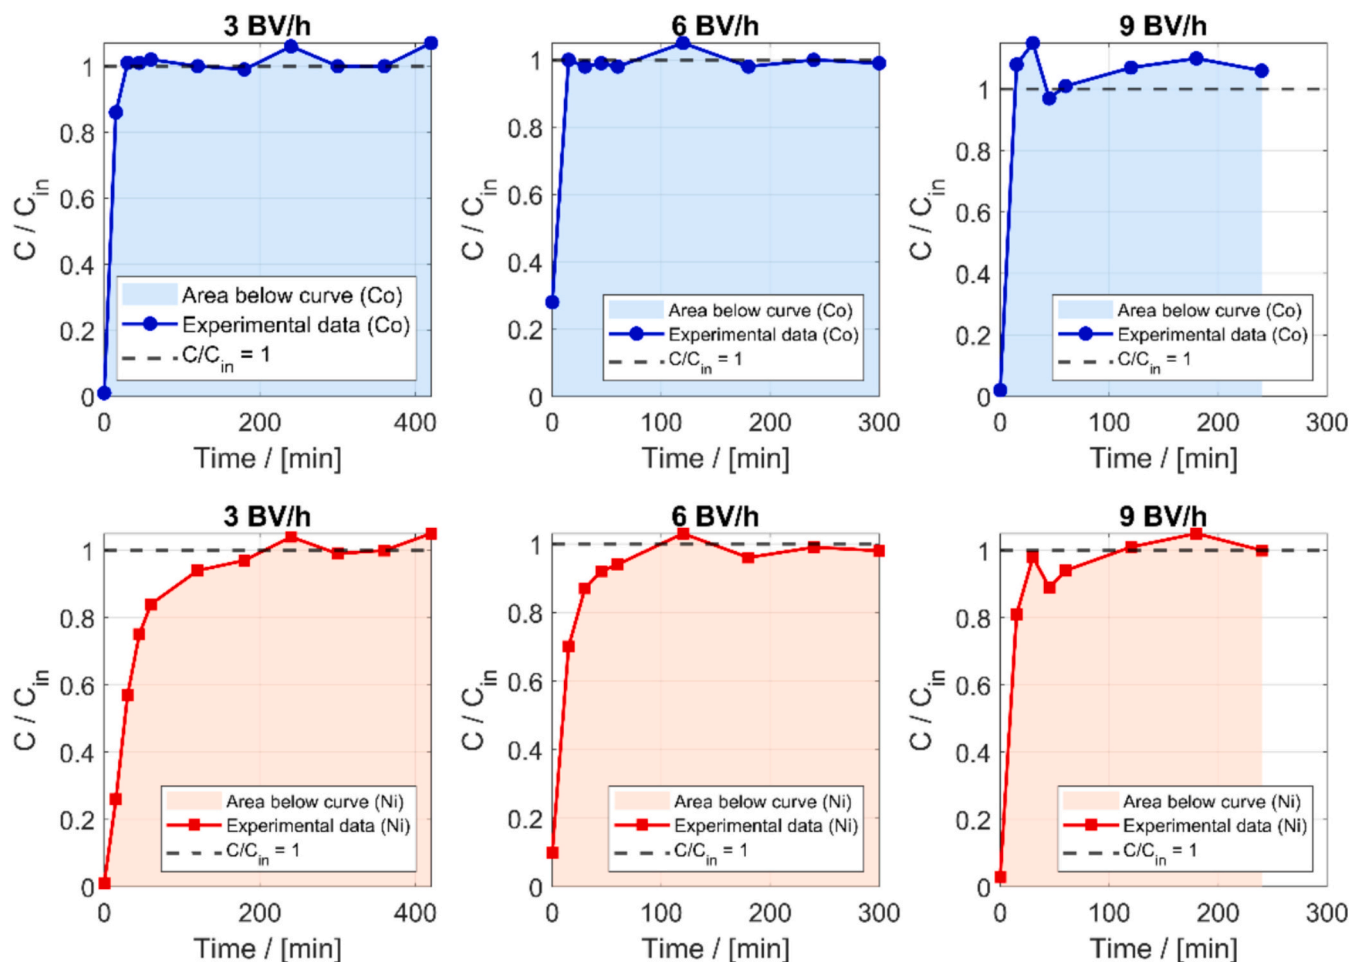 3 BV/h
C / C_in
1
0.8
0.6
0.4
0.2
0
0 200 400
Time / [min]
Area below curve (Co)
Experimental data (Co)
C/C_in = 1
6 BV/h
C / C_in
1
0.8
0.6
0.4
0.2
0
0 100 200 300
Time / [min]
Area below curve (Co)
Experimental data (Co)
C/C_in = 1
9 BV/h
C / C_in
1
0.8
0.6
0.4
0.2
0
0 100 200 300
Time / [min]
Area below curve (Co)
Experimental data (Co)
C/C_in = 1
3 BV/h
C / C_in
1
0.8
0.6
0.4
0.2
0
0 200 400
Time / [min]
Area below curve (Ni)
Experimental data (Ni)
C/C_in = 1
6 BV/h
C / C_in
1
0.8
0.6
0.4
0.2
0
0 100 200 300
Time / [min]
Area below curve (Ni)
Experimental data (Ni)
C/C_in = 1
9 BV/h
C / C_in
1
0.8
0.6
0.4
0.2
0
0 100 200 300
Time / [min]
Area below curve (Ni)
Experimental data (Ni)
C/C_in = 1